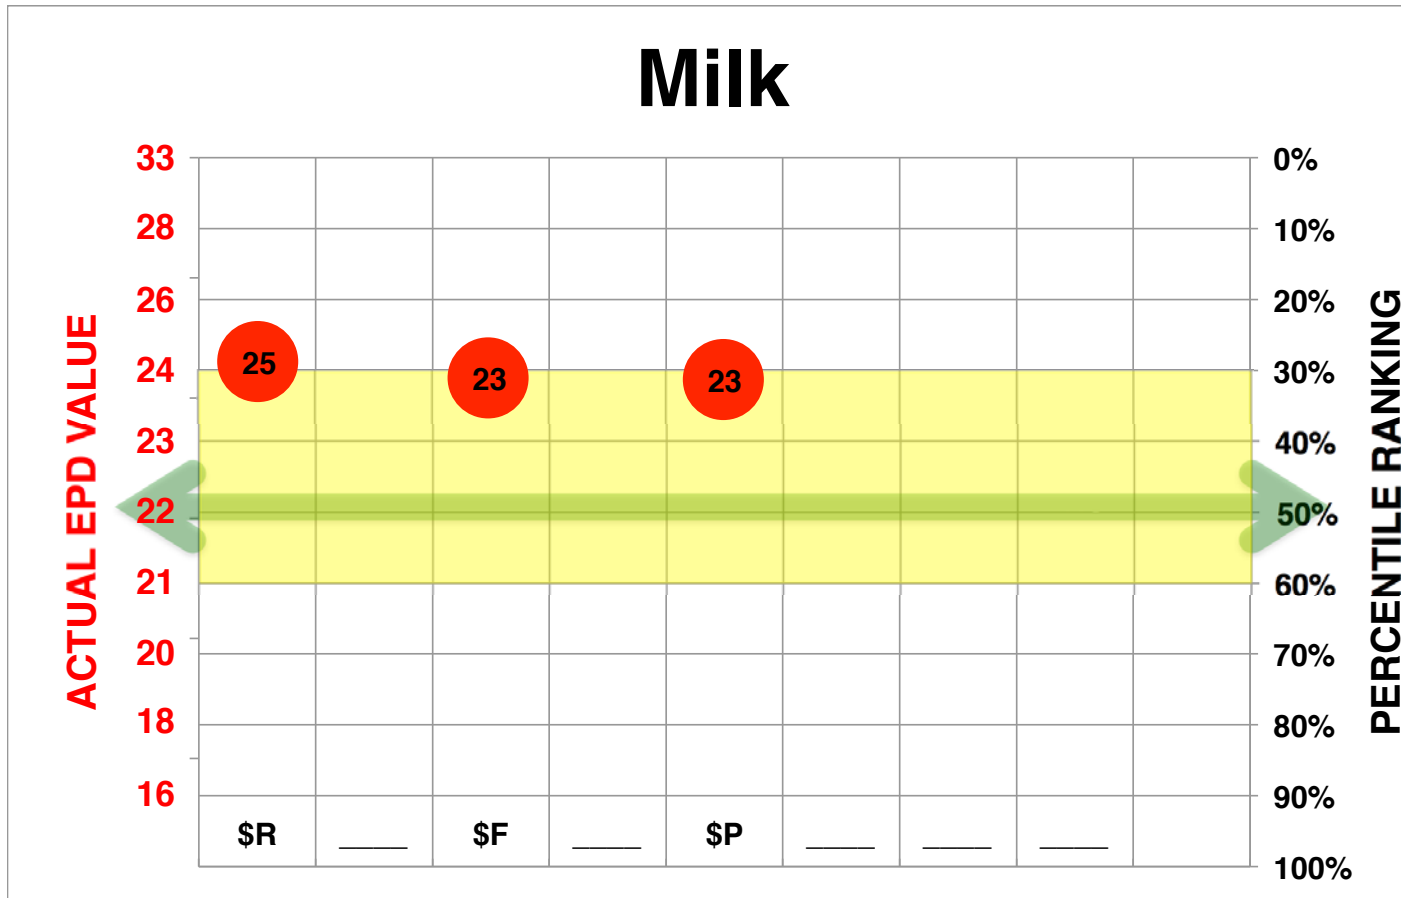 Milk
33 0%
28 10%
26 20%
24 30%
23 40%
22 50%
21 60%
20 70%
18 80%
16 90%
100%
ACTUAL EPD VALUE
PERCENTILE RANKING
25 23 23
$R ____ $F ____ $P ____ ____ ____